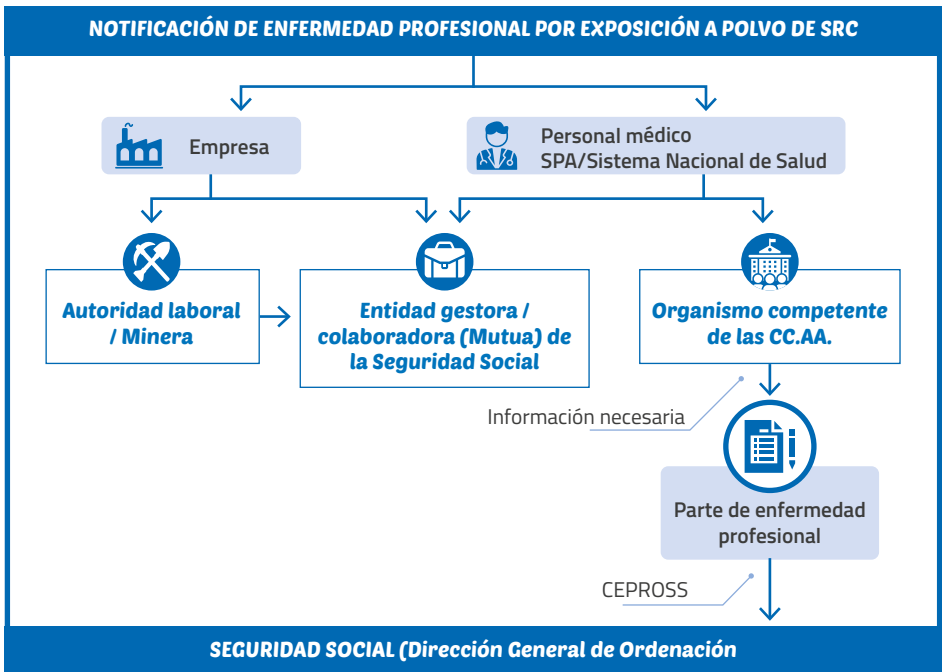 NOTIFICACIÓN DE ENFERMEDAD PROFESIONAL POR EXPOSICIÓN A POLVO DE SRC
Empresa
Personal médico
SPA/Sistema Nacional de Salud
Autoridad laboral
/ Minera
Entidad gestora /
colaboradora (Mutua) de
la Seguridad Social
Organismo competente
de las CC.AA.
Información necesaria
Parte de enfermedad
profesional
CEPROSS
SEGURIDAD SOCIAL (Dirección General de Ordenación